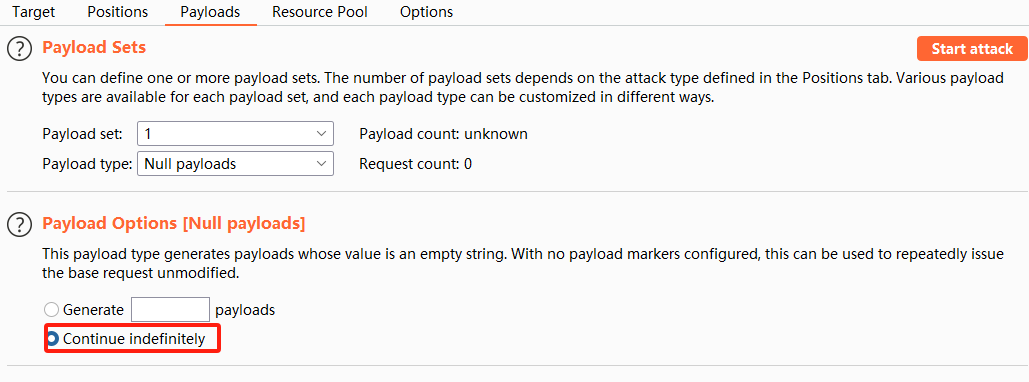 Target Positions Payloads Resource Pool Options
? Payload Sets Start attack
You can define one or more payload sets. The number of payload sets depends on the attack type defined in the Positions tab. Various payload
types are available for each payload set, and each payload type can be customized in different ways.
Payload set: 1 Payload count: unknown
Payload type: Null payloads Request count: 0
? Payload Options [Null payloads]
This payload type generates payloads whose value is an empty string. With no payload markers configured, this can be used to repeatedly issue
the base request unmodified.
Generate payloads
Continue indefinitely